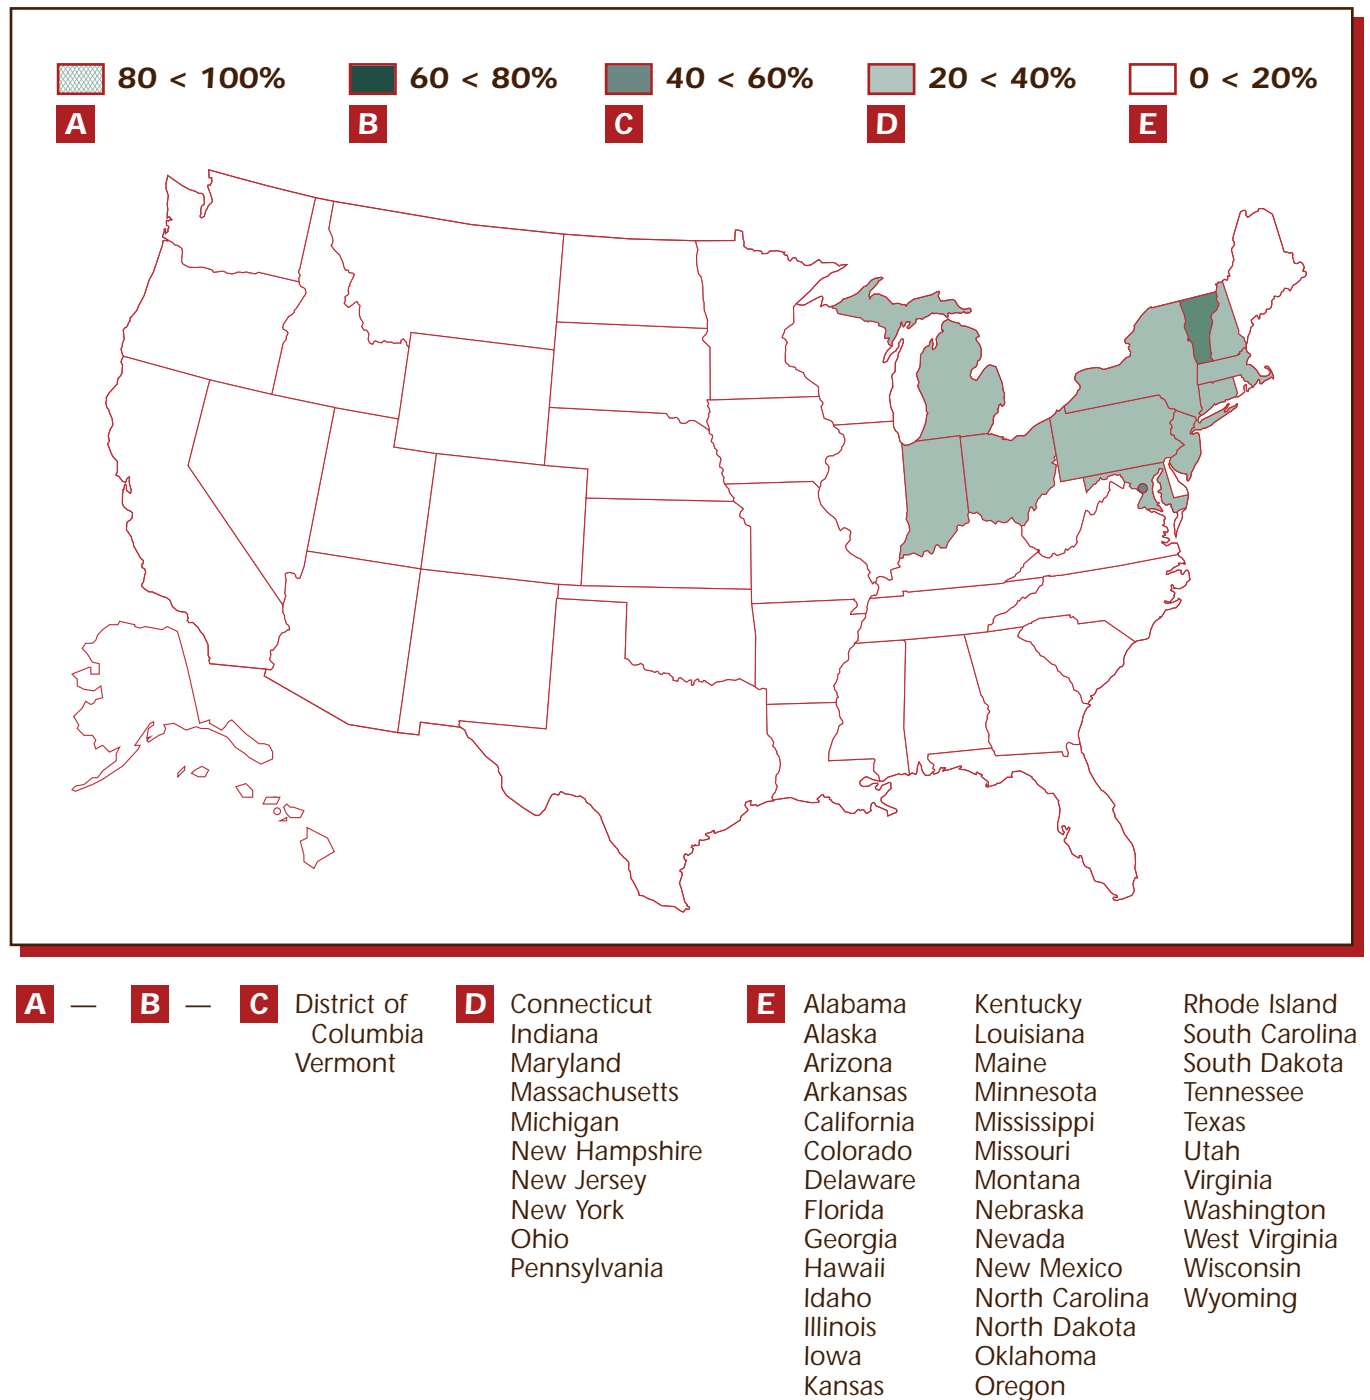 80 < 100% 60 < 80% 40 < 60% 20 < 40% 0 < 20%
A B C D E
A — B — C District of
Columbia
Vermont
D Connecticut
Indiana
Maryland
Massachusetts
Michigan
New Hampshire
New Jersey
New York
Ohio
Pennsylvania
E Alabama
Alaska
Arizona
Arkansas
California
Colorado
Delaware
Florida
Georgia
Hawaii
Idaho
Illinois
Iowa
Kansas
Kentucky
Louisiana
Maine
Minnesota
Mississippi
Missouri
Montana
Nebraska
Nevada
New Mexico
North Carolina
North Dakota
Oklahoma
Oregon
Rhode Island
South Carolina
South Dakota
Tennessee
Texas
Utah
Virginia
Washington
West Virginia
Wisconsin
Wyoming